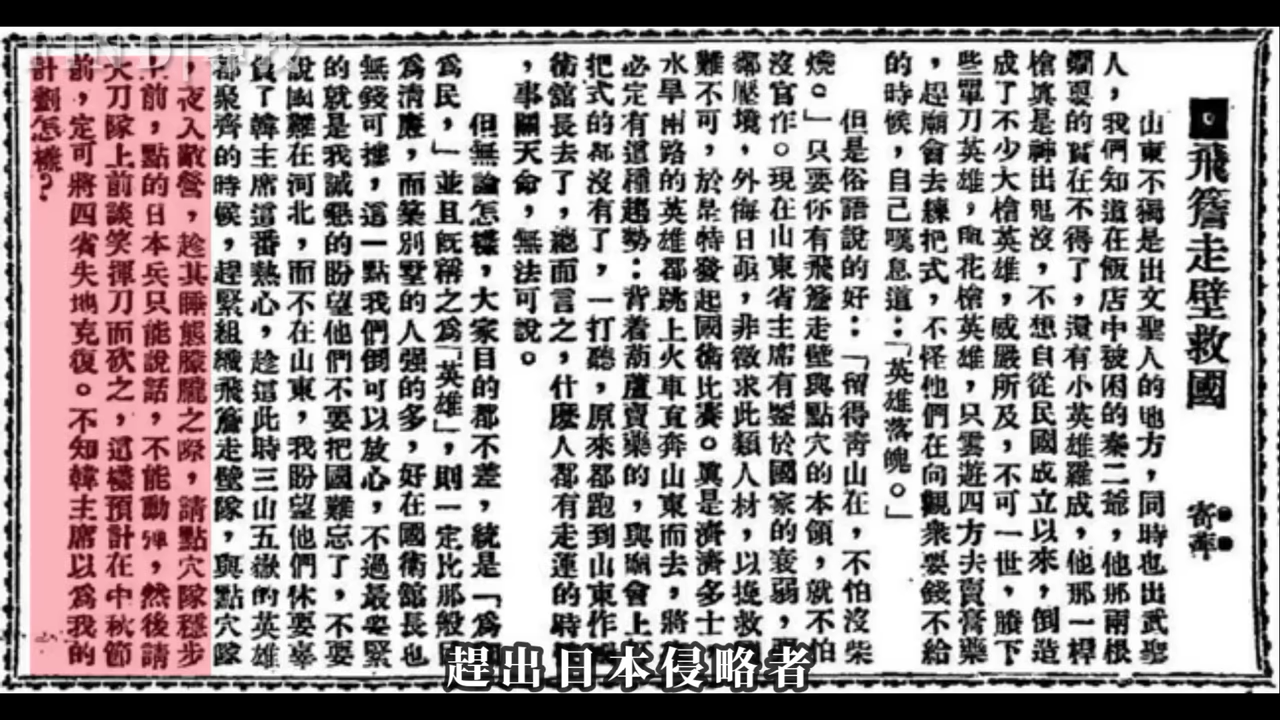 飛簷走壁救國　寄萍
山東不獨是出文聖人的地方，同時也出武聖
人，我們知道在飯店中被困的秦二爺，他那兩根
鐧耍的實在不得了，還有小英雄羅成，他那一桿
槍眞是神出鬼沒，不想自從民國成立以來，倒造
成了不少大槍英雄，威嚴所及，不可一世，賸下
些單刀英雄，花槍英雄，只雲遊四方去賣膏藥
，趕廟會去練把式，不怪他們在向觀衆要錢不給
的時候，自己嘆息道：「英雄落魄。」
但是俗語說的好：「留得靑山在，不怕沒柴
燒。」只要你有飛簷走壁與點穴的本領，就不怕
沒官作。現在山東省主席有鑒於國家的衰弱，
鄰壓境，外侮日亟，非徵求此類人材，以挽救
難不可，於是特發起國術比賽。眞是濟濟多士
水旱兩路的英雄都跳上火車直奔山東而去，將
必定有這種趨勢：背着葫蘆賣藥的，與廟會上
把式的都沒有了，一打聽，原來都跑到山東作
術舘長去了，總而言之，什麽人都有走運的時
，事關天命，無法可說。
但無論怎樣，大家目的都不差，統是「爲國
爲民，」並且旣稱之爲「英雄」，則一定比那般
爲淸廉，而築別墅的人强的多，好在國術舘長也
無錢可摟，這一點我們倒可以放心，不過最要緊
的就是我誠懇的盼望他們不要把國難忘了，不要
說國難在河北，而不在山東，我盼望他們休要辜
負了韓主席這番熱心，趁這此時三山五嶽的英雄
都聚齊的時候，趕緊組織飛簷走壁隊，與點穴隊
，夜入敵營，趁其睡態朦朧之際，請點穴隊穩步
上前，點的日本兵只能說話，不能動彈，然後請
大刀隊上前談笑揮刀而砍之，這樣預計在中秋節
前，定可將四省失地克復。不知韓主席以爲我的
計劃怎樣？
趕出日本侵略者